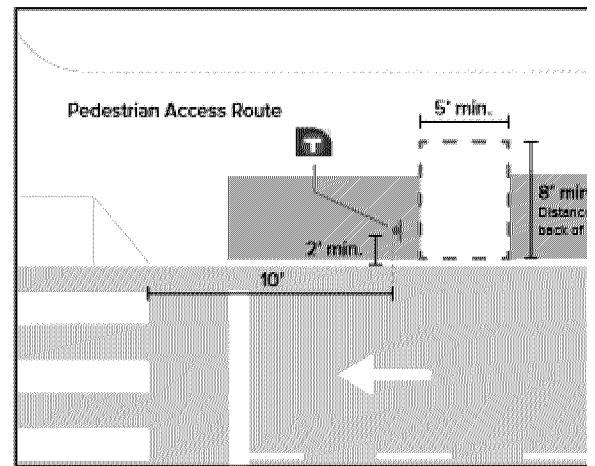 Pedestrian Access Route
5' min.
T
8' min
Distance
back of
2' min.
10'